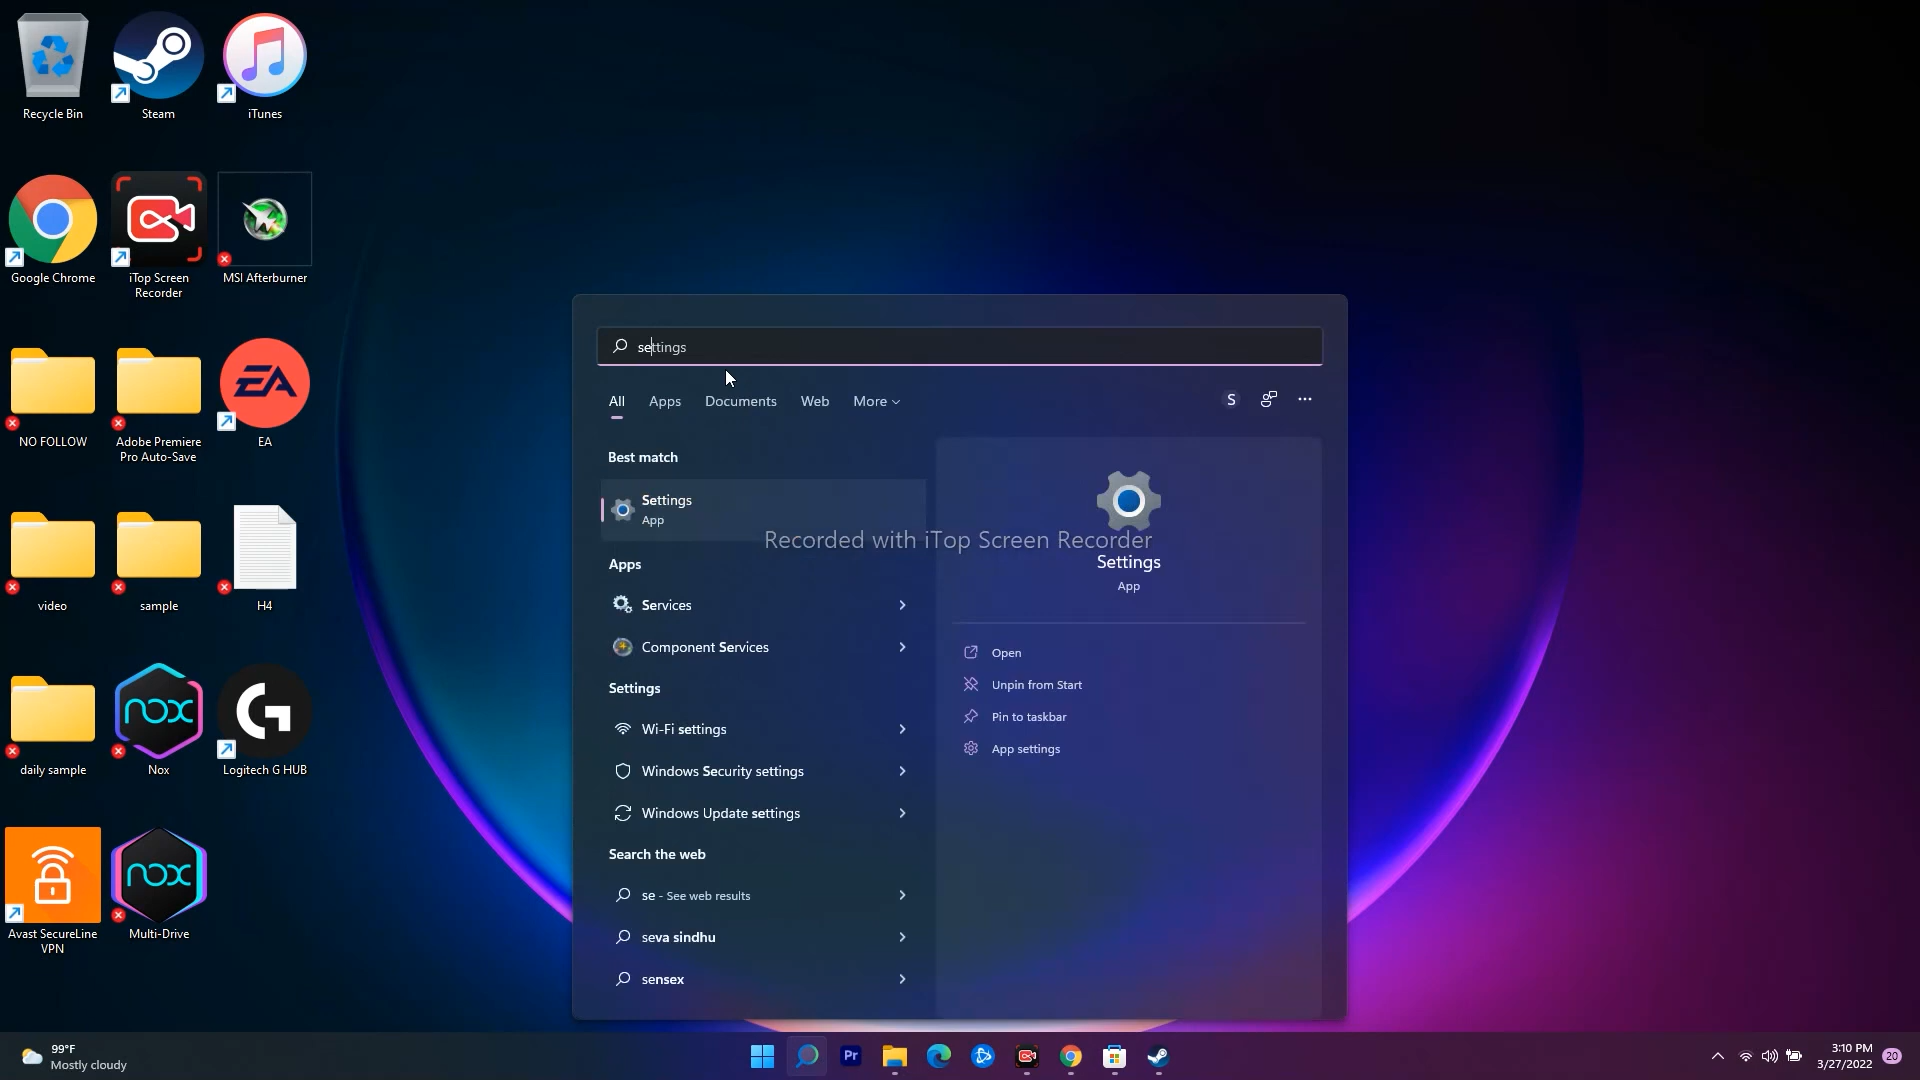 Recycle Bin
Steam
iTunes
Google Chrome
iTop Screen
Recorder
MSI Afterburner
NO FOLLOW
Adobe Premiere
Pro Auto-Save
EA
EA
video
sample
H4
nox
G
daily sample
Nox
Logitech G HUB
nox
Avast SecureLine
VPN
Multi-Drive
settings
All
Apps
Documents
Web
More
S
Best match
Settings
App
Recorded with iTop Screen Recorder
Settings
App
Apps
Services
Component Services
Settings
Wi-Fi settings
Windows Security settings
Windows Update settings
Search the web
se - See web results
seva sindhu
sensex
Open
Unpin from Start
Pin to taskbar
App settings
99°F
Mostly cloudy
Pr
3:10 PM
3/27/2022
20